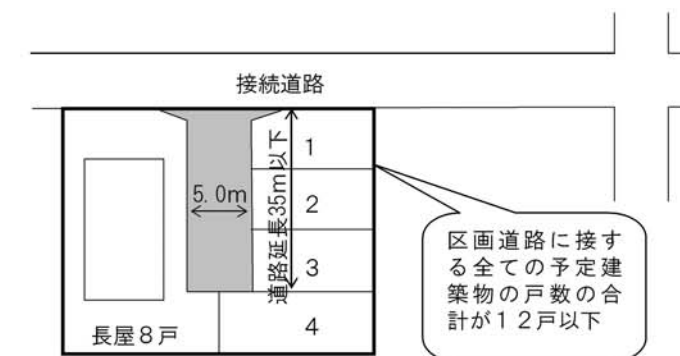 接続道路
1
2
3
4
5.0m
道路延長35m以下
長屋8戸
区画道路に接す
る全ての予定建
築物の戸数の合
計が12戸以下